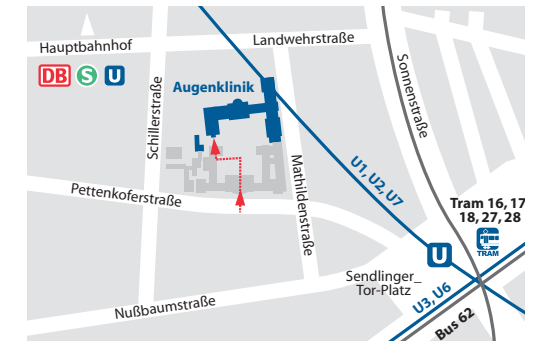 Hauptbahnhof
DB S U
Landwehrstraße
Sonnenstraße
Augenklinik
Schillerstraße
Mathildenstraße
U1, U2, U7
Pettenkoferstraße
Tram 16, 17
18, 27, 28
TRAM
U
Sendlinger_
Tor-Platz
U3, U6
Bus 62
Nußbaumstraße